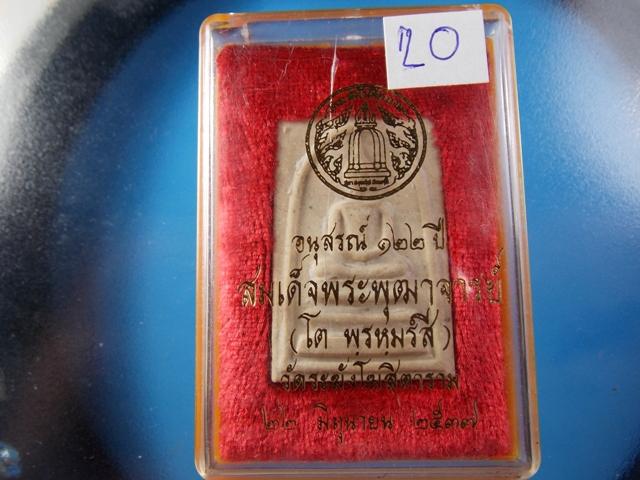 20
อนุสรณ์ ๑๒๒ ปี
สมเด็จพระพุฒาจารย์
(โต พฺรหฺมรํสี)
วัดระฆังโฆสิตาราม
๒๒ มิถุนายน ๒๕๓๗